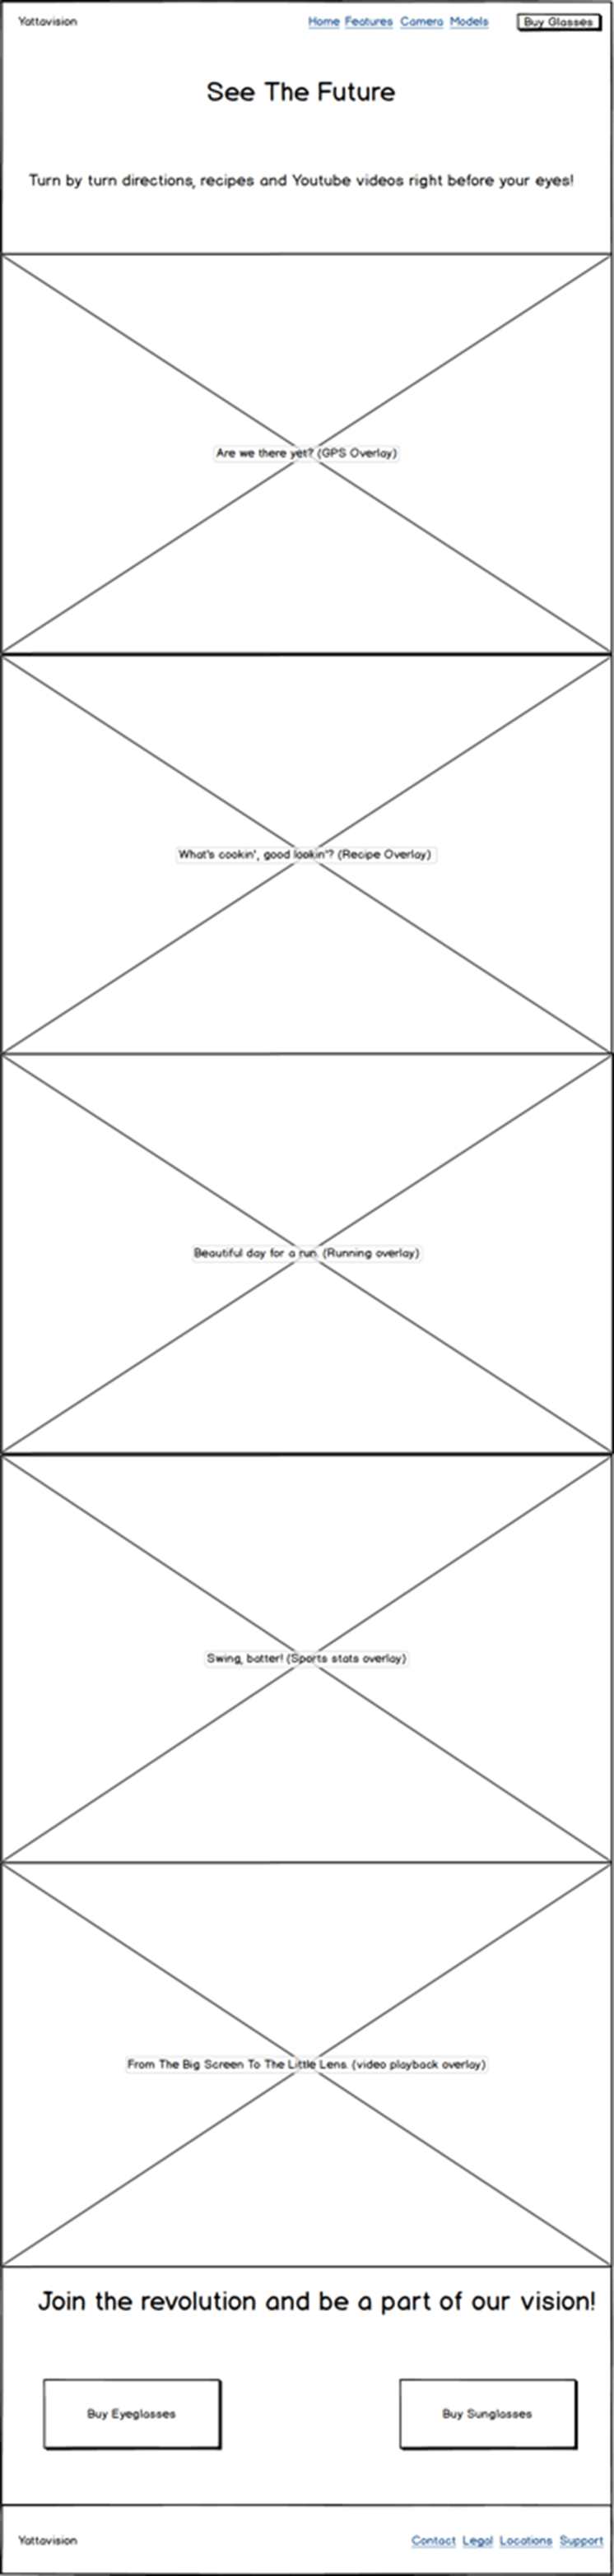 Yattavision Home Features Camera Models Buy Glasses
See The Future
Turn by turn directions, recipes and Youtube videos right before your eyes!
Are we there yet? (GPS Overlay)
What's cookin', good lookin'? (Recipe Overlay)
Beautiful day for a run. (Running overlay)
Swing, batter! (Sports stats overlay)
From The Big Screen To The Little Lens. (video playback overlay)
Join the revolution and be a part of our vision!
Buy Eyeglasses Buy Sunglasses
Yattavision Contact Legal Locations Support